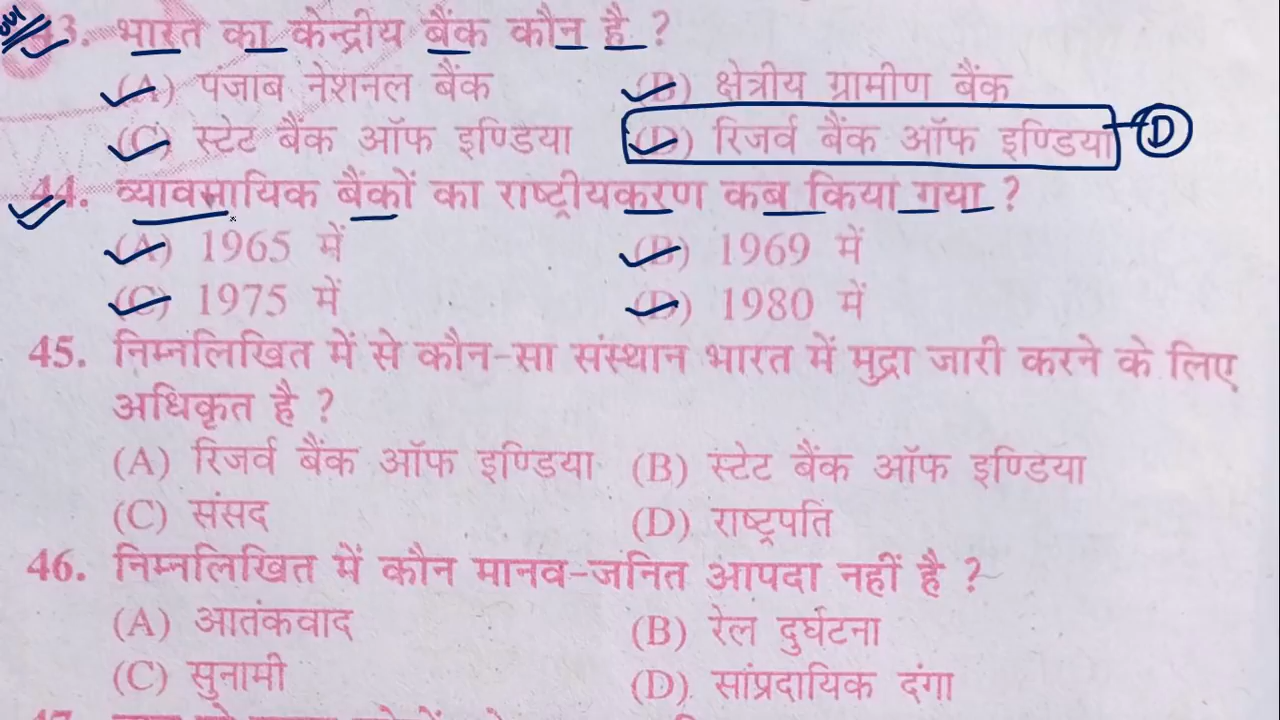 3. भारत का केन्द्रीय बैंक कौन है ?
(A) पंजाब नेशनल बैंक (B) क्षेत्रीय ग्रामीण बैंक
(C) स्टेट बैंक ऑफ इण्डिया (D) रिजर्व बैंक ऑफ इण्डिया D
44. व्यावसायिक बैंकों का राष्ट्रीयकरण कब किया गया ?
(A) 1965 में (B) 1969 में
(C) 1975 में (D) 1980 में
45. निम्नलिखित में से कौन-सा संस्थान भारत में मुद्रा जारी करने के लिए
अधिकृत है ?
(A) रिजर्व बैंक ऑफ इण्डिया (B) स्टेट बैंक ऑफ इण्डिया
(C) संसद (D) राष्ट्रपति
46. निम्नलिखित में कौन मानव-जनित आपदा नहीं है ?
(A) आतंकवाद (B) रेल दुर्घटना
(C) सुनामी (D) सांप्रदायिक दंगा